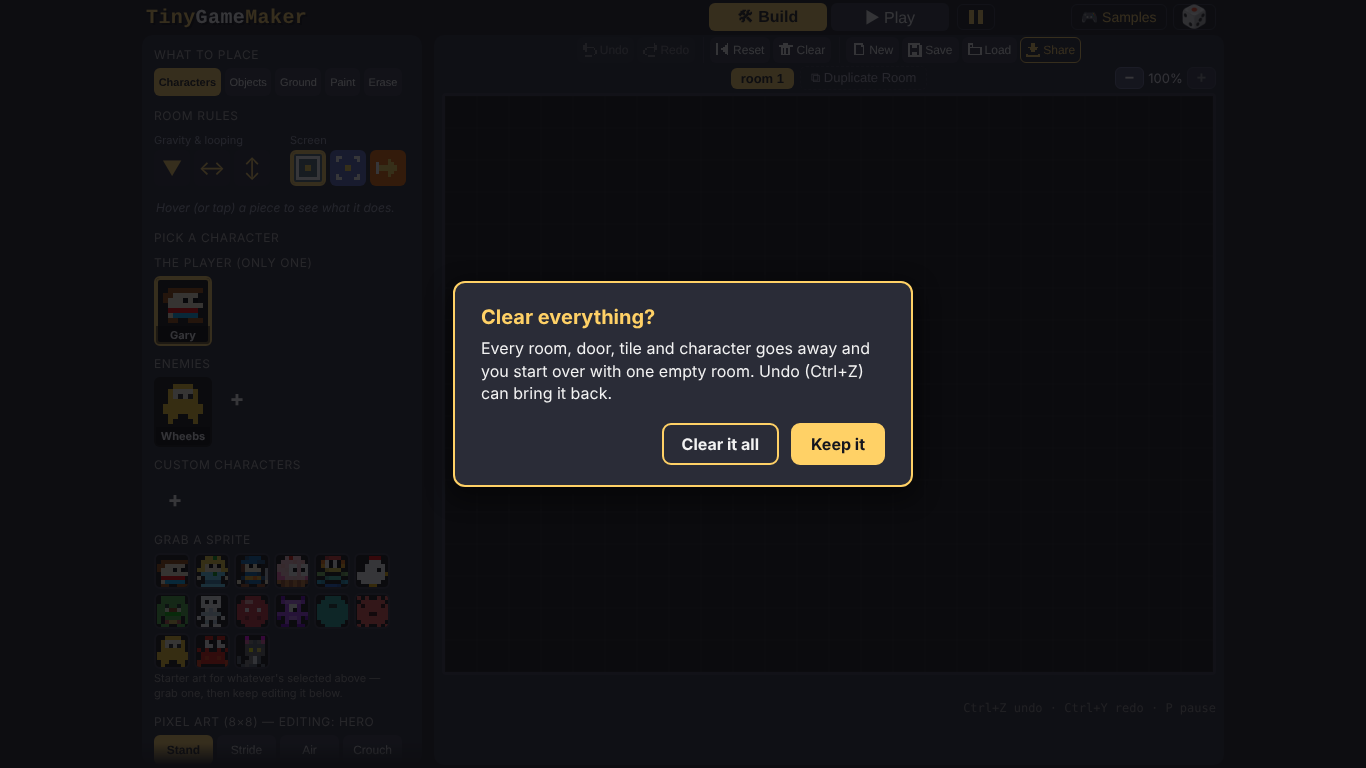 TinyGameMaker
🛠 Build
▶ Play
🎮 Samples
WHAT TO PLACE
Characters Objects Ground Paint Erase
ROOM RULES
Gravity & looping Screen
Hover (or tap) a piece to see what it does.
PICK A CHARACTER
THE PLAYER (ONLY ONE)
Gary
ENEMIES
Wheebs
+
CUSTOM CHARACTERS
+
GRAB A SPRITE
Starter art for whatever's selected above —
grab one, then keep editing it below.
PIXEL ART (8×8) — EDITING: HERO
Stand Stride Air Crouch
Undo Redo Reset Clear New Save Load Share
room 1 ⧉ Duplicate Room − 100% +
Clear everything?
Every room, door, tile and character goes away and
you start over with one empty room. Undo (Ctrl+Z)
can bring it back.
Clear it all Keep it
Ctrl+Z undo · Ctrl+Y redo · P pause